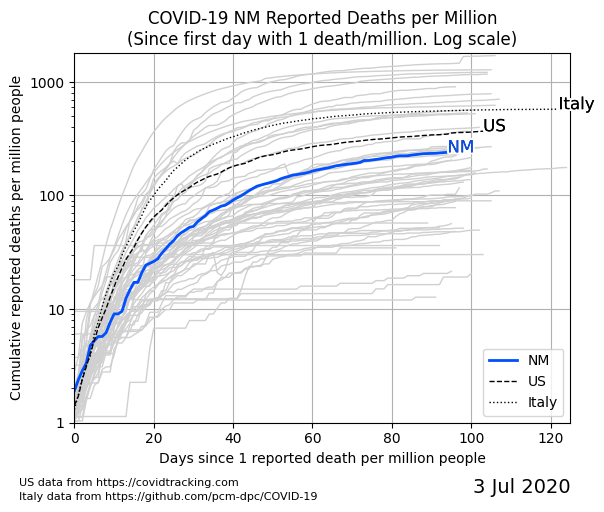 COVID-19 NM Reported Deaths per Million
(Since first day with 1 death/million. Log scale)
Cumulative reported deaths per million people
1000
100
10
1
Italy
US
NM
NM
US
Italy
0 20 40 60 80 100 120
Days since 1 reported death per million people
US data from https://covidtracking.com
Italy data from https://github.com/pcm-dpc/COVID-19
3 Jul 2020